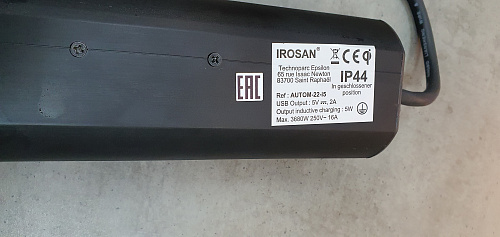 IROSAN®
CE
Technoparc Epsilon
65 rue Issac Newton
83700 Saint Raphaël
IP44
In geschlossener
position
EAC
Ref : AUTOM-22-I5
USB Output : 5V ⎓, 2A
Output inductive charging : 5W
Max. 3680W 250V~ 16A